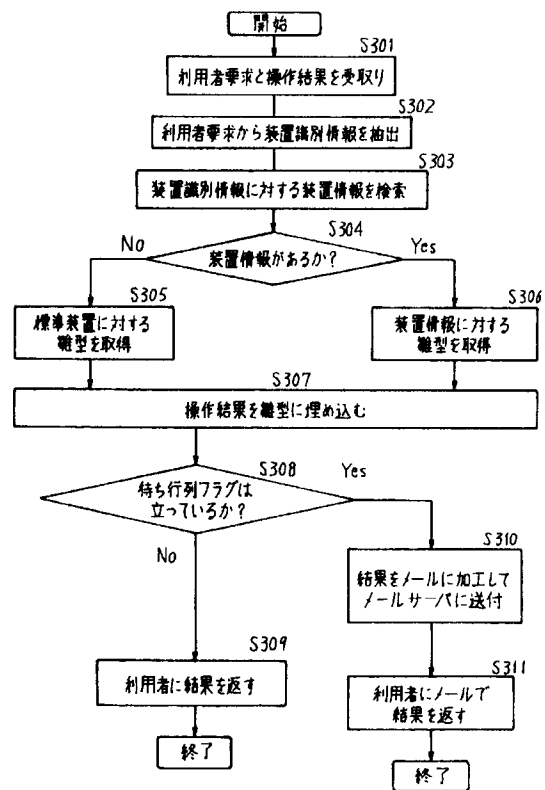 開始
S301
利用者要求と操作結果を受取り
S302
利用者要求から装置識別情報を抽出
S303
装置識別情報に対する装置情報を検索
S304
No
装置情報があるか?
Yes
S305
標準装置に対する
雛型を取得
S306
装置情報に対する
雛型を取得
S307
操作結果を雛型に埋め込む
S308
Yes
待ち行列フラグは
立っているか?
No
S310
結果をメールに加工して
メールサーバに送付
S309
利用者に結果を返す
S311
利用者にメールで
結果を返す
終了
終了